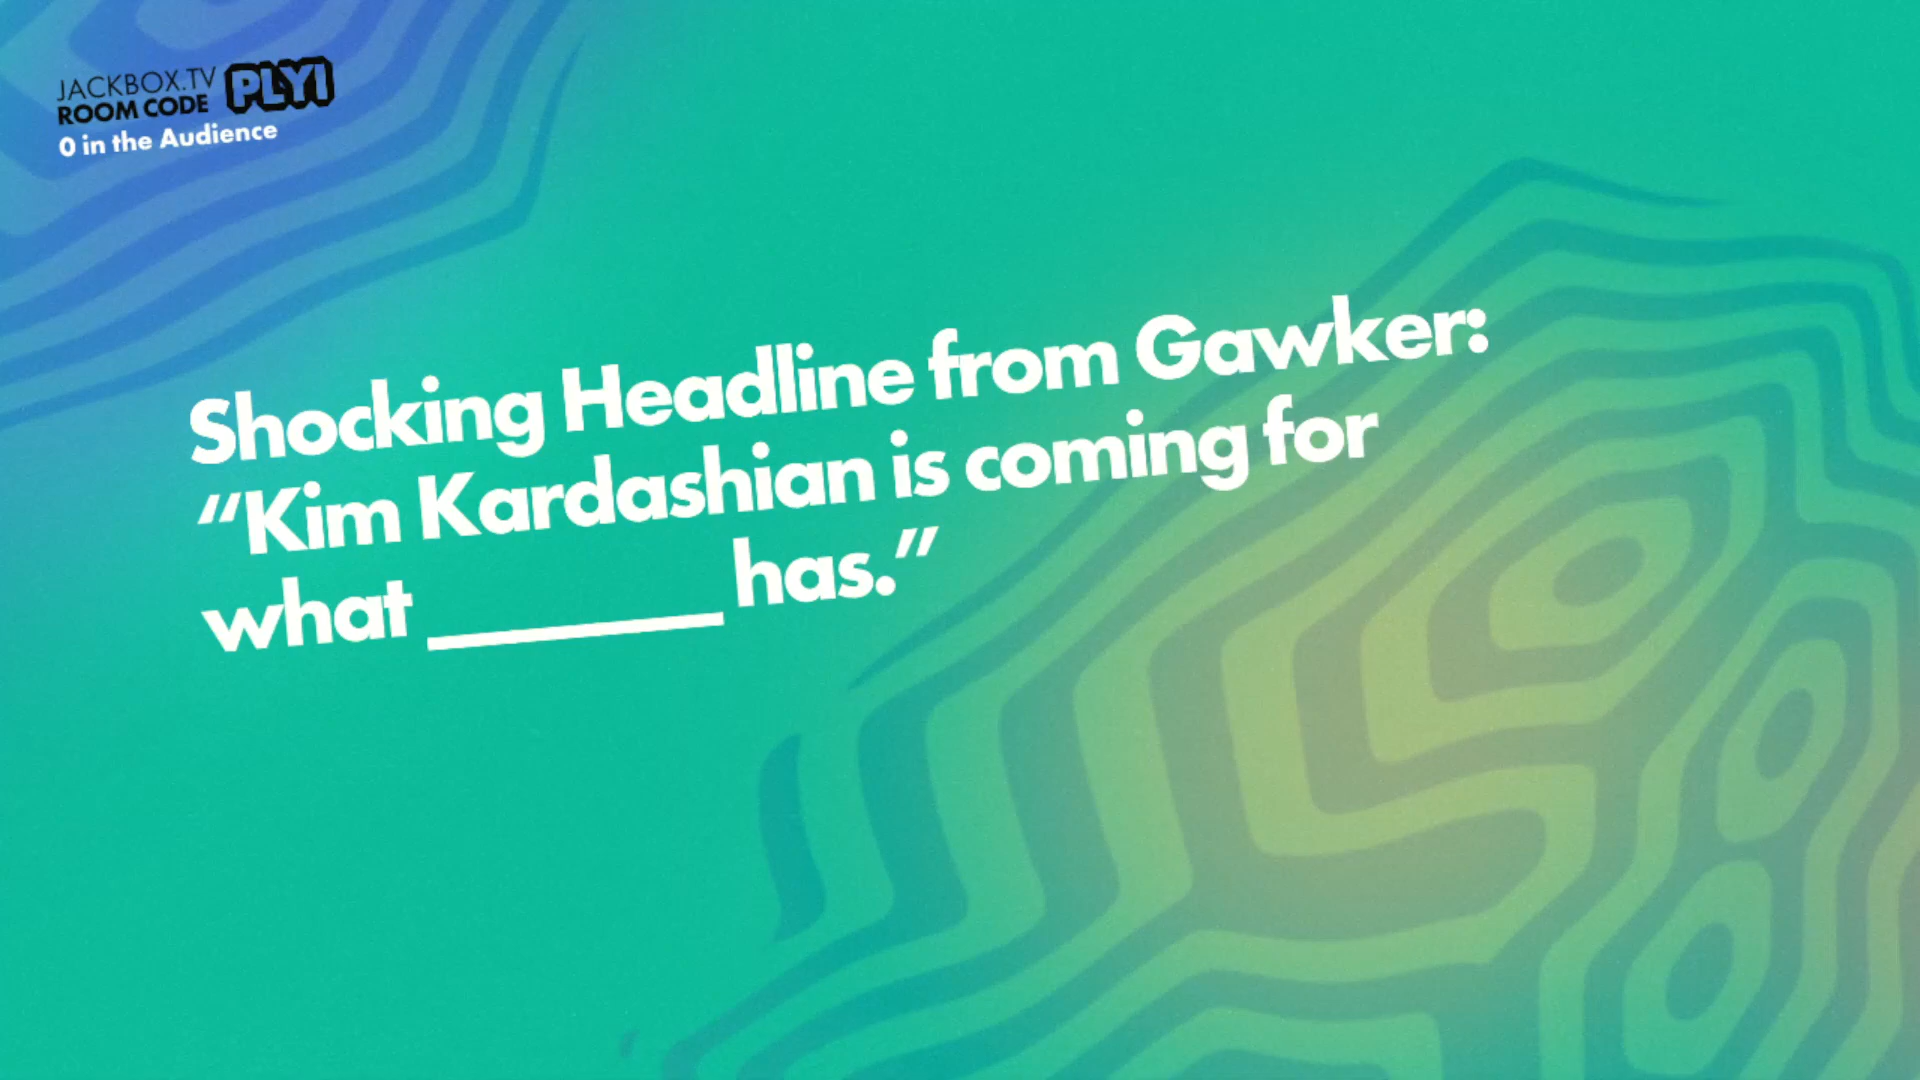 JACKBOX.TV
ROOM CODE PLYI
0 in the Audience
Shocking Headline from Gawker:
“Kim Kardashian is coming for
what ______ has.”